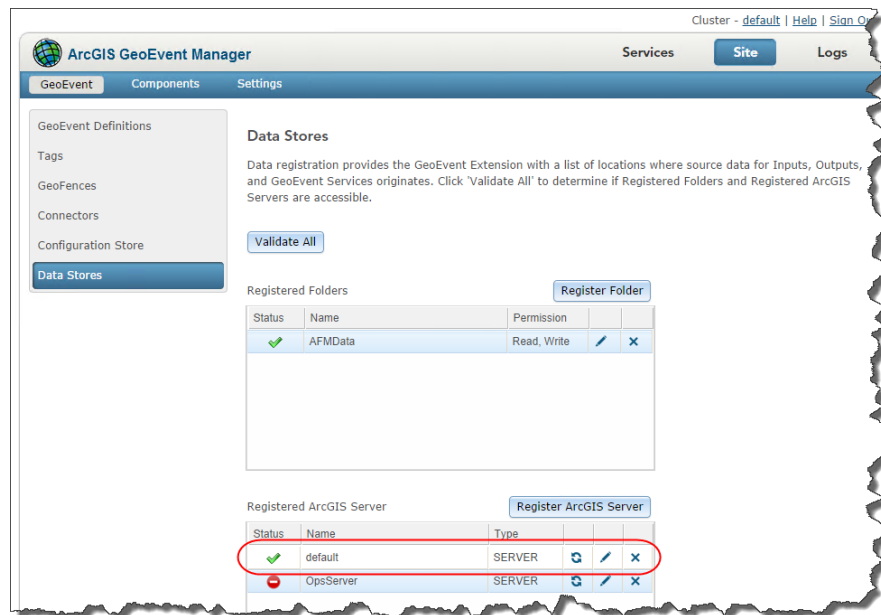 Cluster - default | Help | Sign O
ArcGIS GeoEvent Manager
Services
Site
Logs
GeoEvent
Components
Settings
GeoEvent Definitions
Tags
GeoFences
Connectors
Configuration Store
Data Stores
Data Stores
Data registration provides the GeoEvent Extension with a list of locations where source data for Inputs, Outputs,
and GeoEvent Services originates. Click 'Validate All' to determine if Registered Folders and Registered ArcGIS
Servers are accessible.
Validate All
Registered Folders
Register Folder
Status Name Permission
AFMData Read, Write
Registered ArcGIS Server
Register ArcGIS Server
Status Name Type
default SERVER
OpsServer SERVER